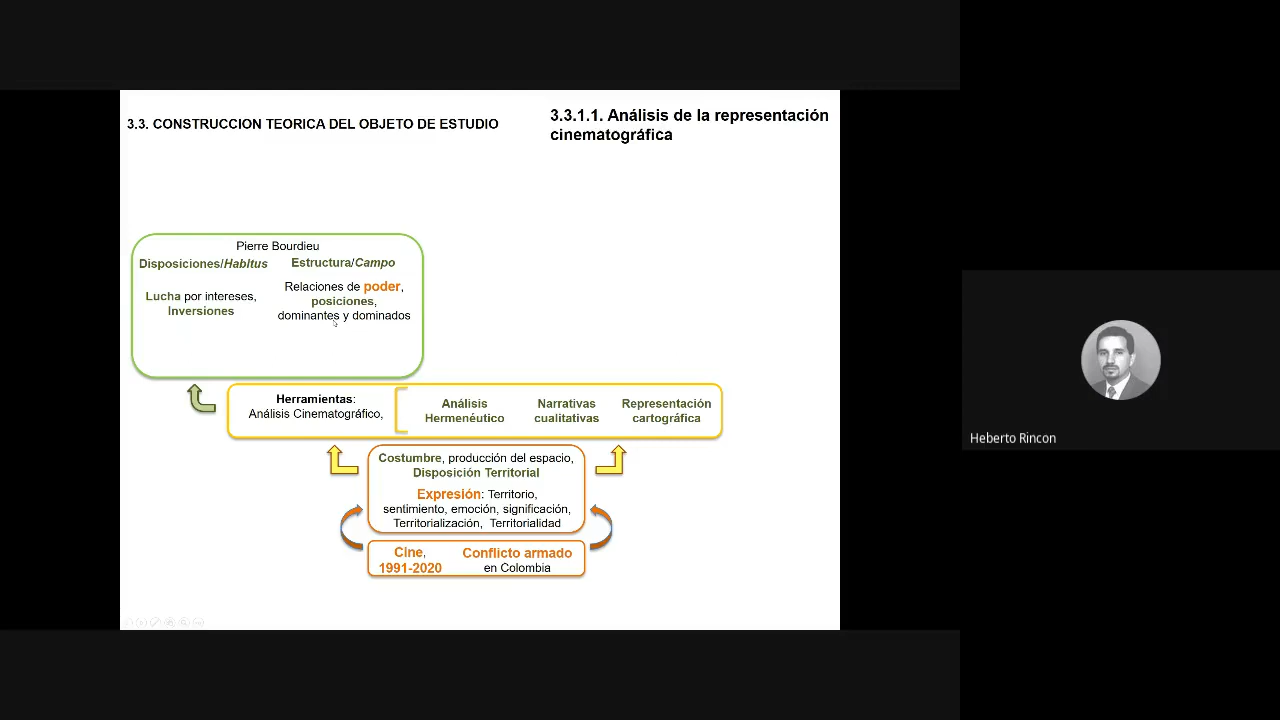 3.3. CONSTRUCCION TEORICA DEL OBJETO DE ESTUDIO
3.3.1.1. Análisis de la representación
cinematográfica
Pierre Bourdieu
Disposiciones/Habitus
Estructura/Campo
Lucha por intereses,
Inversiones
Relaciones de poder,
posiciones,
dominantes y dominados
Herramientas:
Análisis Cinematográfico,
Análisis
Hermenéutico
Narrativas
cualitativas
Representación
cartográfica
Costumbre, producción del espacio,
Disposición Territorial
Expresión: Territorio,
sentimiento, emoción, significación,
Territorialización, Territorialidad
Cine,
1991-2020
Conflicto armado
en Colombia
Heberto Rincon